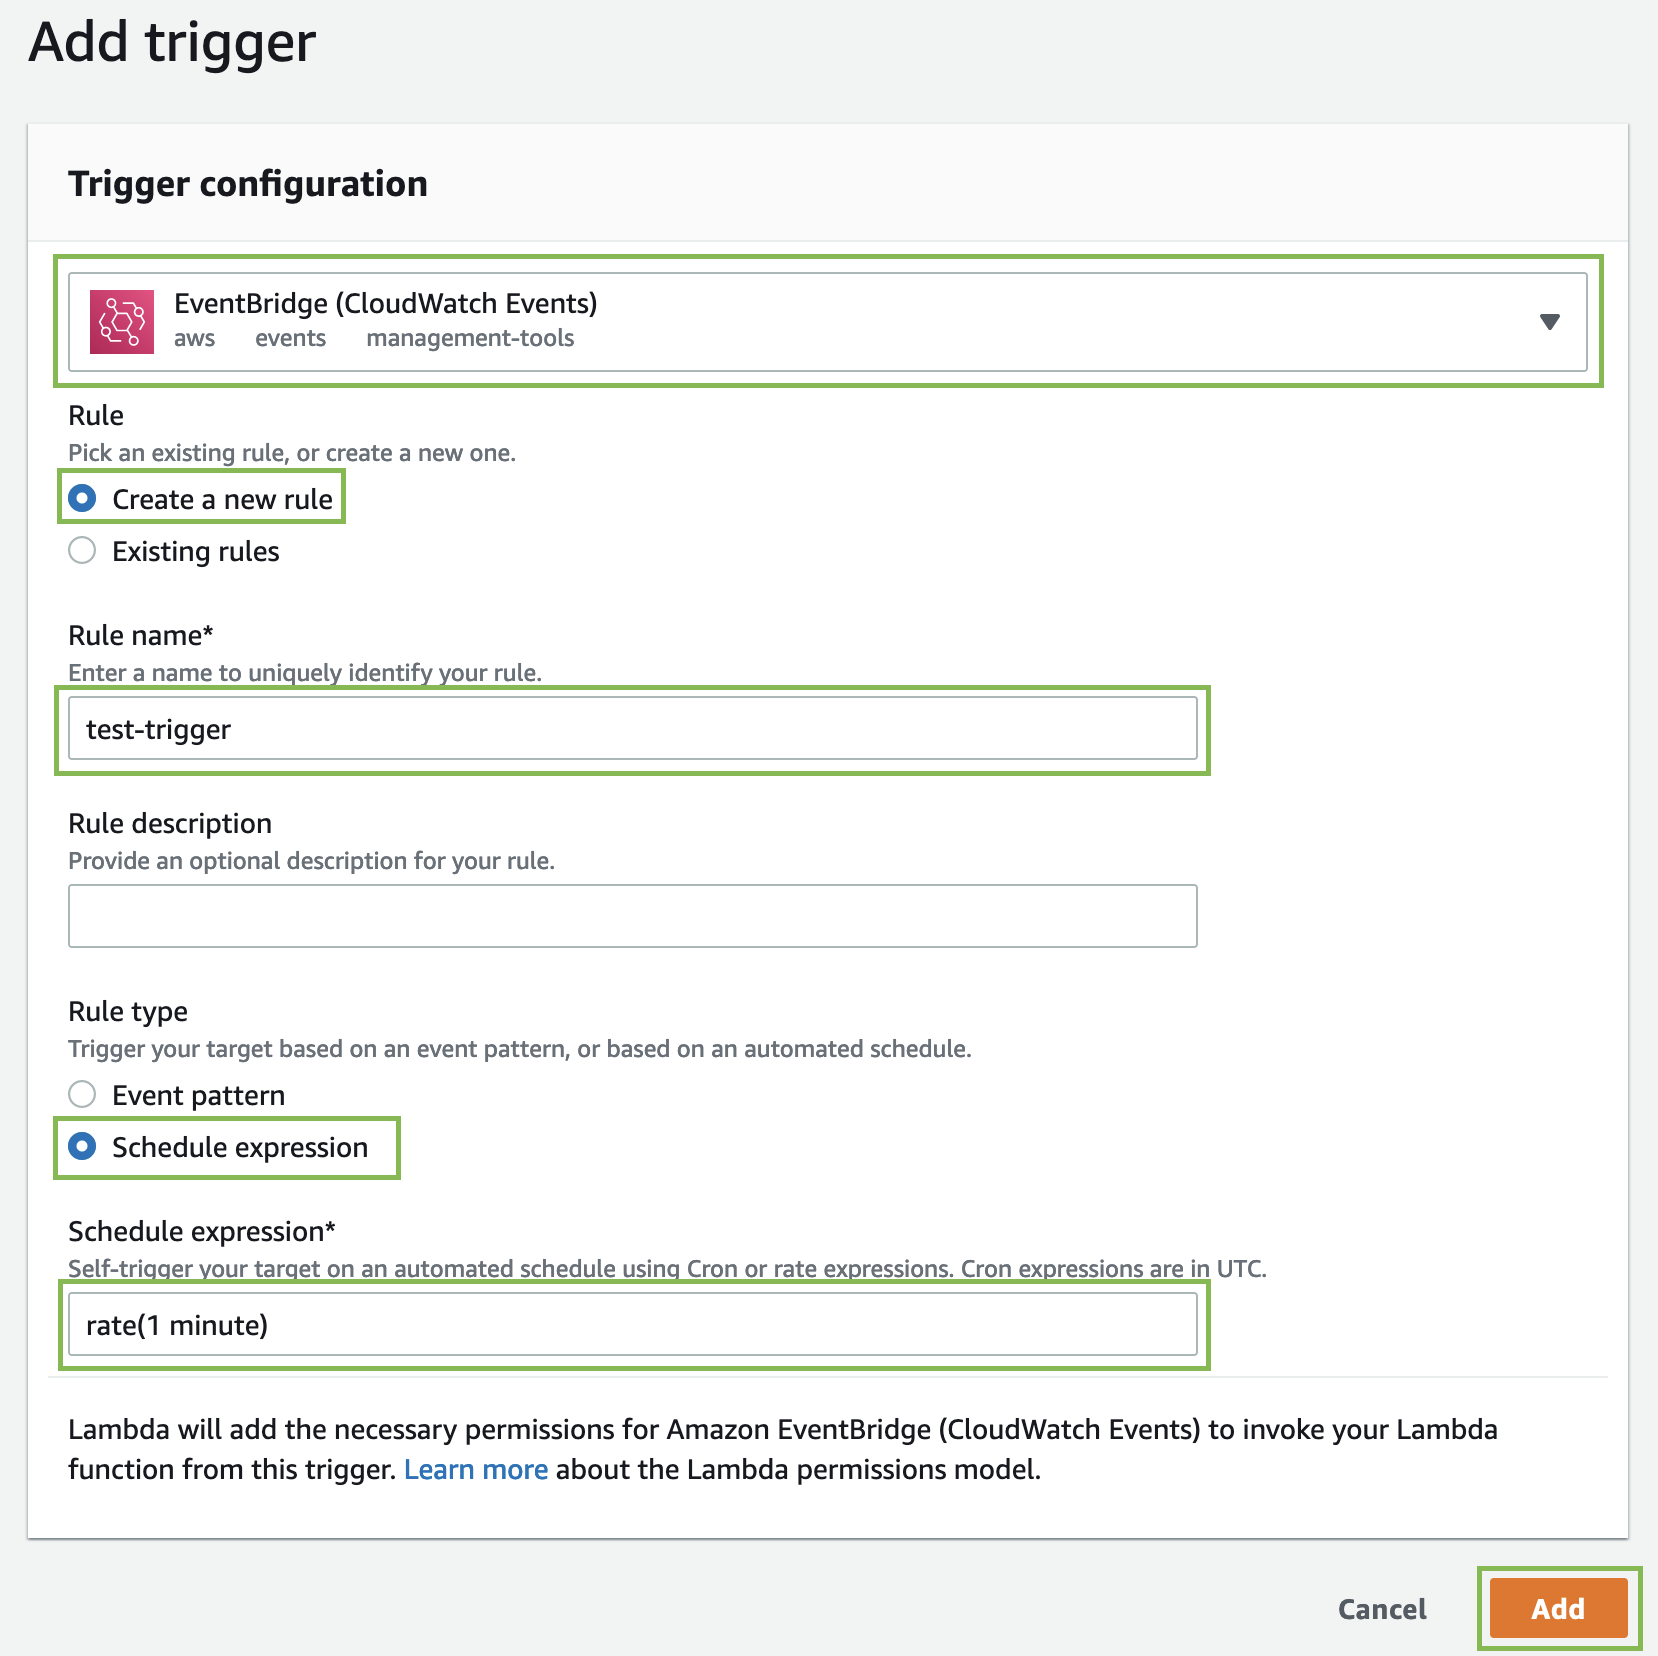 Add trigger
Trigger configuration
EventBridge (CloudWatch Events)
aws events management-tools
Rule
Pick an existing rule, or create a new one.
Create a new rule
Existing rules
Rule name*
Enter a name to uniquely identify your rule.
test-trigger
Rule description
Provide an optional description for your rule.
Rule type
Trigger your target based on an event pattern, or based on an automated schedule.
Event pattern
Schedule expression
Schedule expression*
Self-trigger your target on an automated schedule using Cron or rate expressions. Cron expressions are in UTC.
rate(1 minute)
Lambda will add the necessary permissions for Amazon EventBridge (CloudWatch Events) to invoke your Lambda
function from this trigger. Learn more about the Lambda permissions model.
Cancel Add